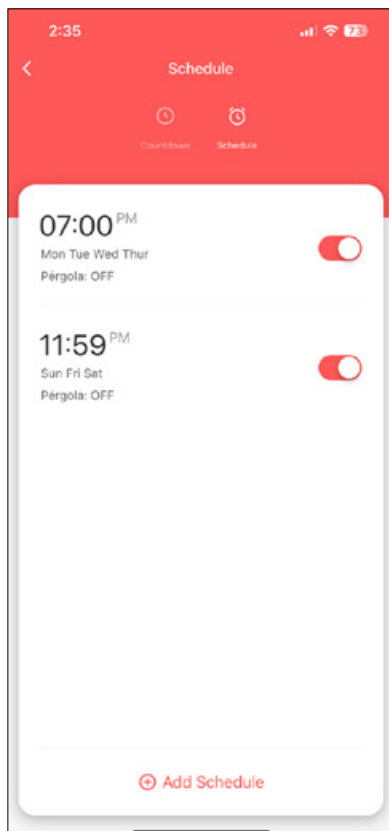 2:35
73
Schedule
Countdown
Schedule
07:00 PM
Mon Tue Wed Thur
Pérgola: OFF
11:59 PM
Sun Fri Sat
Pérgola: OFF
Add Schedule